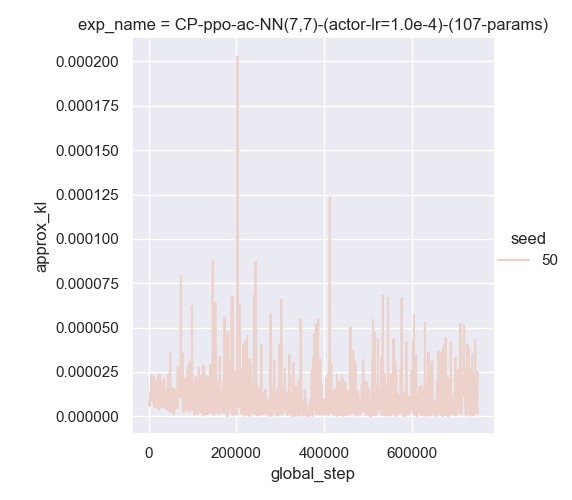 exp_name = CP-ppo-ac-NN(7,7)-(actor-lr=1.0e-4)-(107-params)
0.000200
0.000175
0.000150
0.000125
0.000100
0.000075
0.000050
0.000025
0.000000
approx_kl
0 200000 400000 600000
global_step
seed
50